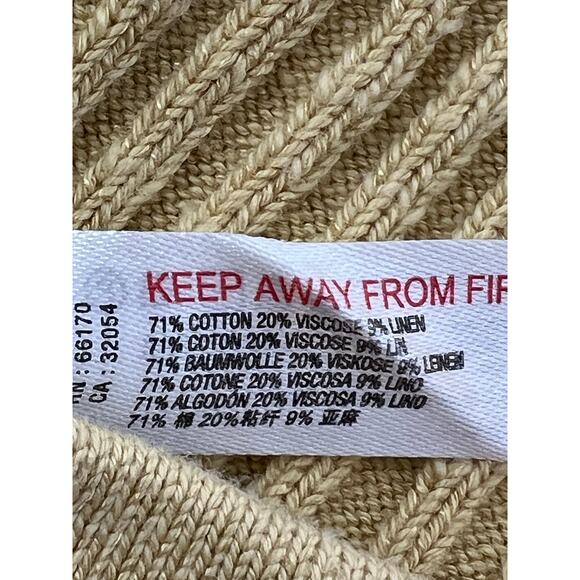 KEEP AWAY FROM FIR
71% COTTON 20% VISCOSE 9% LINEN
71% COTON 20% VISCOSE 9% LIN
71% BAUMWOLLE 20% VISKOSE 9% LEINEN
71% COTONE 20% VISCOSA 9% LINO
71% ALGODÓN 20% VISCOSA 9% LINO
71% 棉 20%粘纤 9% 亚麻
RN : 66170
CA : 32054